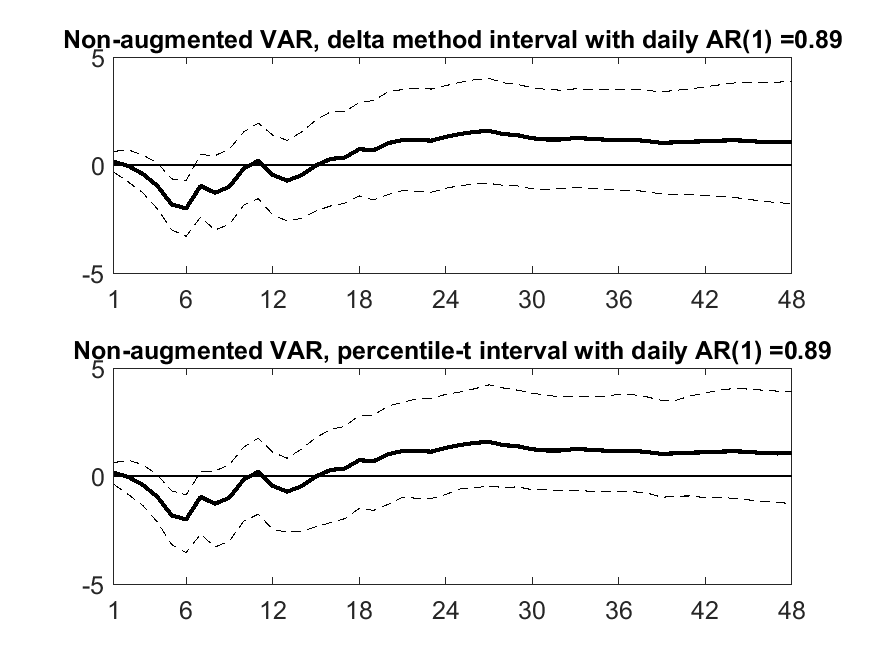 Non-augmented VAR, delta method interval with daily AR(1) =0.89
5
0
-5
1 6 12 18 24 30 36 42 48
Non-augmented VAR, percentile-t interval with daily AR(1) =0.89
5
0
-5
1 6 12 18 24 30 36 42 48